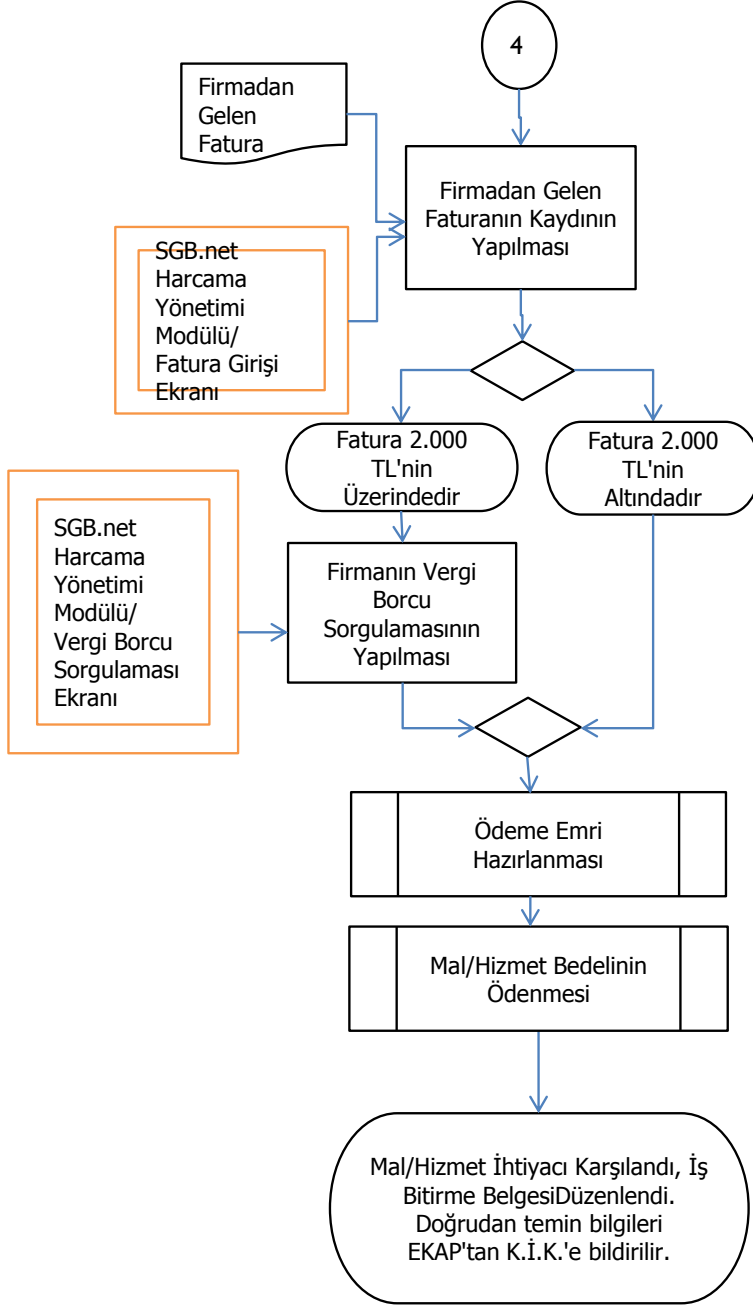 4
Firmadan
Gelen
Fatura
Firmadan Gelen
Faturanın Kaydının
Yapılması
SGB.net
Harcama
Yönetimi
Modülü/
Fatura Girişi
Ekranı
Fatura 2.000
TL'nin
Üzerindedir
Fatura 2.000
TL'nin
Altındadır
SGB.net
Harcama
Yönetimi
Modülü/
Vergi Borcu
Sorgulaması
Ekranı
Firmanın Vergi
Borcu
Sorgulamasının
Yapılması
Ödeme Emri
Hazırlanması
Mal/Hizmet Bedelinin
Ödenmesi
Mal/Hizmet İhtiyacı Karşılandı, İş
Bitirme BelgesiDüzenlendi.
Doğrudan temin bilgileri
EKAP'tan K.İ.K.'e bildirilir.